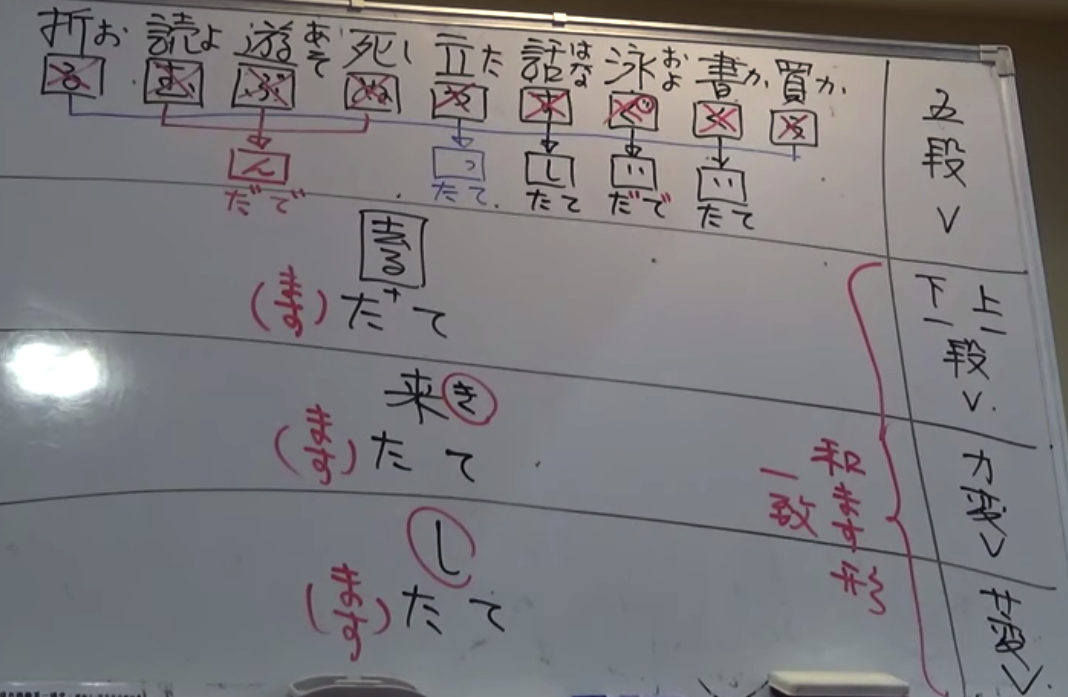 五段V
買か う
書か く
泳およ ぐ
話はな す
立た つ
死し ぬ
遊あそ ぶ
読よ む
折お る
い たて
い だで
し たて
っ たて.
ん だで
上一
下一段V.
る
(ます) た+て
カ変V
来き
(ます) たて
サ変V.
し
(ます) たて
和ます形
一致